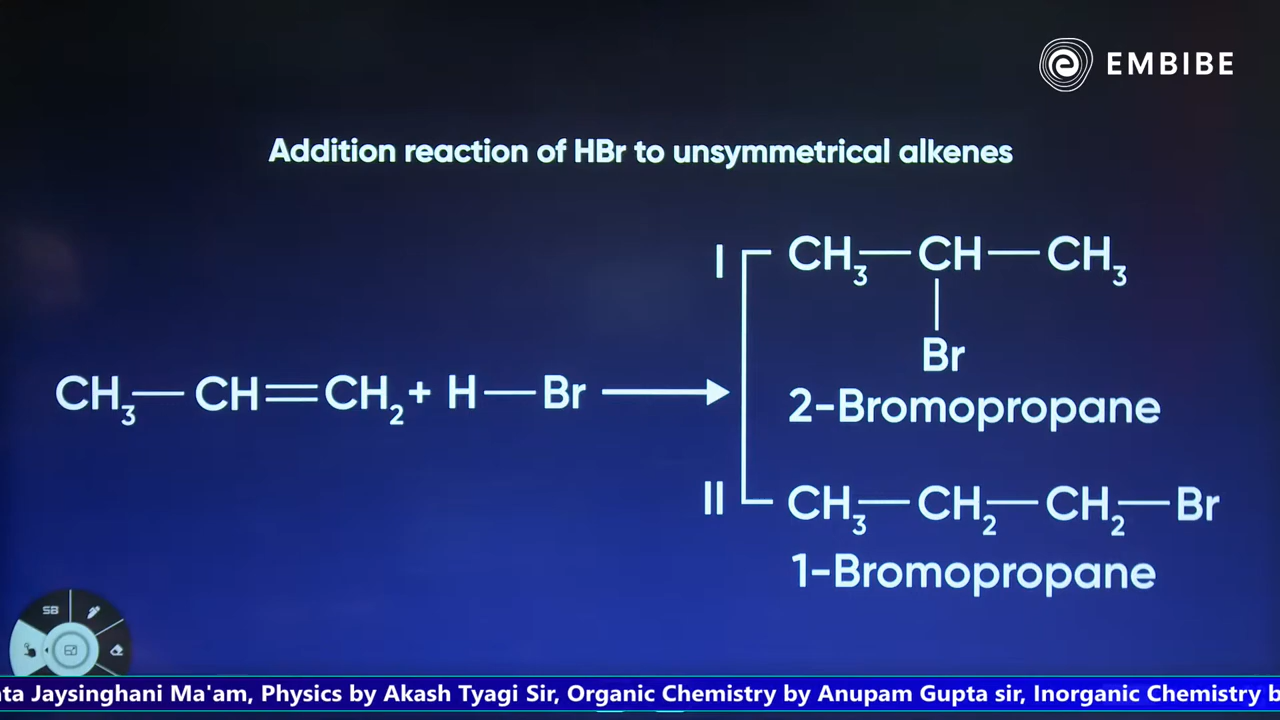 EMBIBE
Addition reaction of HBr to unsymmetrical alkenes
I CH₃—CH—CH₃
Br
2-Bromopropane
CH₃—CH=CH₂ + H—Br ⟶
II CH₃—CH₂—CH₂—Br
1-Bromopropane
SB
Jaysinghani Ma'am, Physics by Akash Tyagi Sir, Organic Chemistry by Anupam Gupta sir, Inorganic Chemistry